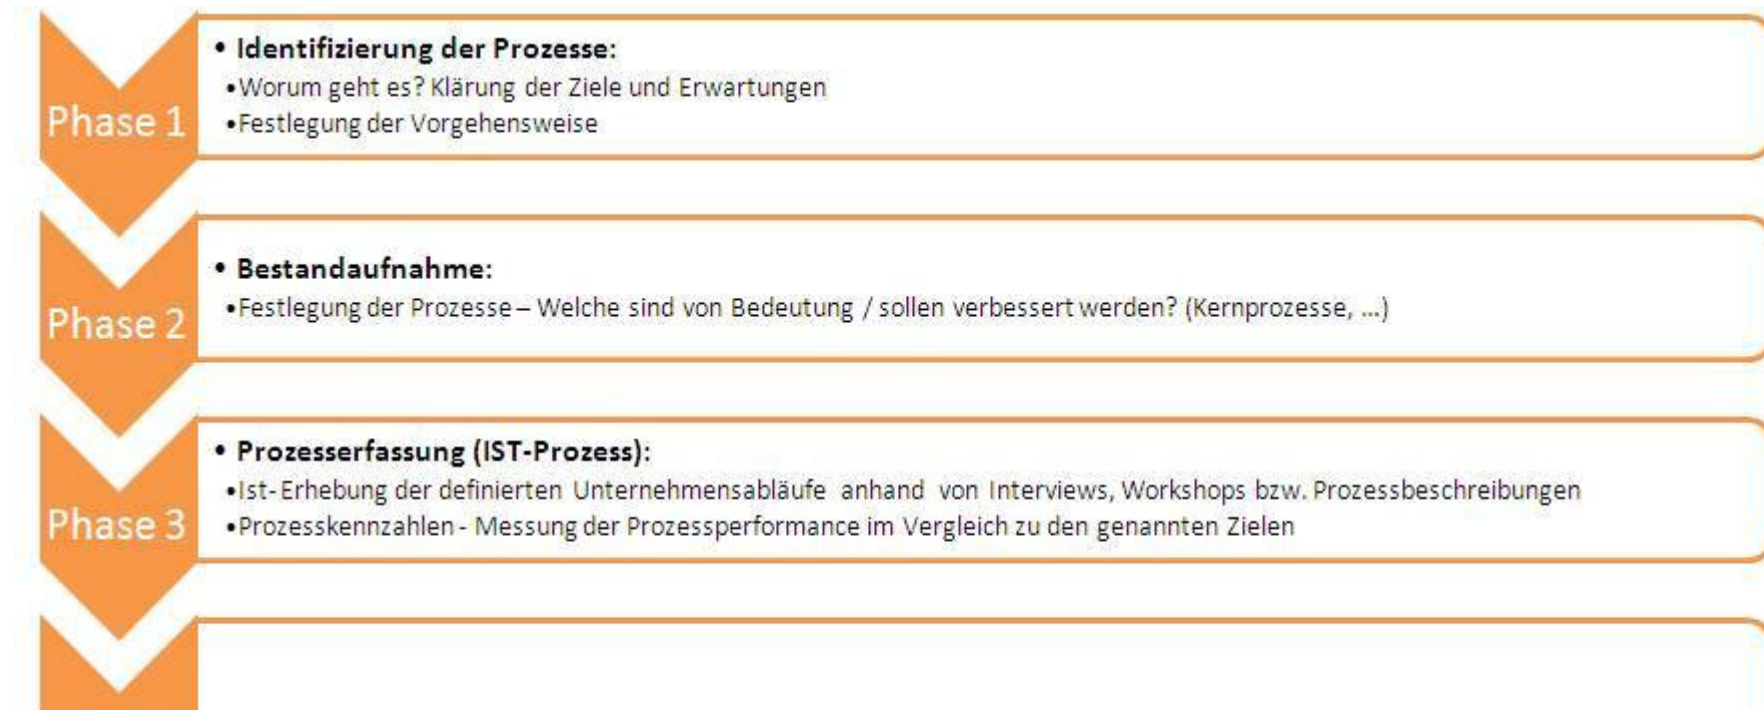 Phase 1
• Identifizierung der Prozesse:
•Worum geht es? Klärung der Ziele und Erwartungen
•Festlegung der Vorgehensweise
Phase 2
• Bestandaufnahme:
•Festlegung der Prozesse – Welche sind von Bedeutung / sollen verbessert werden? (Kernprozesse, ...)
Phase 3
• Prozesserfassung (IST-Prozess):
•Ist-Erhebung der definierten Unternehmensabläufe anhand von Interviews, Workshops bzw. Prozessbeschreibungen
•Prozesskennzahlen - Messung der Prozessperformance im Vergleich zu den genannten Zielen